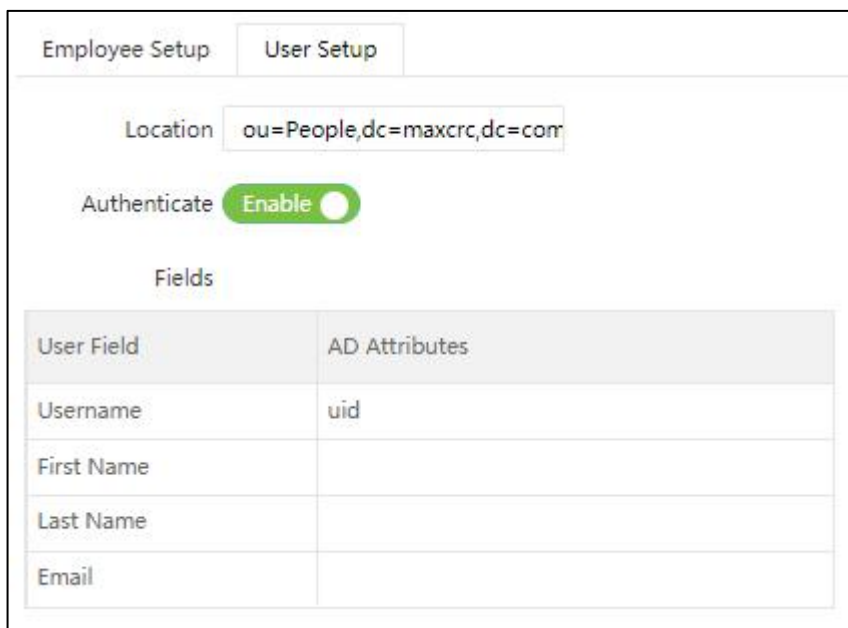 Employee Setup User Setup
Location ou=People,dc=maxcrc,dc=com
Authenticate Enable
Fields
User Field AD Attributes
Username uid
First Name
Last Name
Email